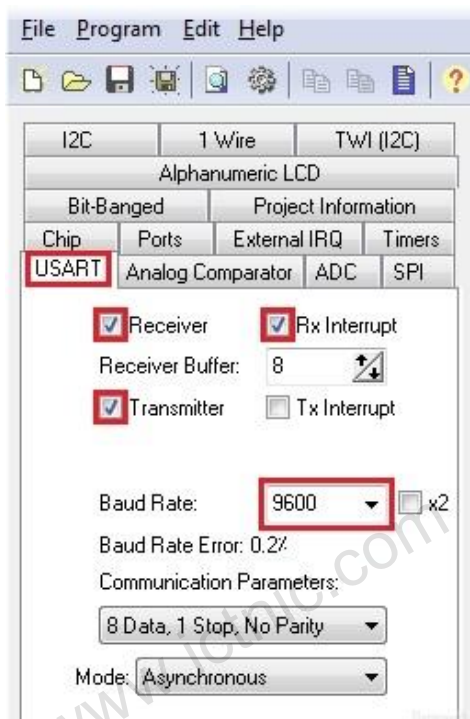 File Program Edit Help
I2C 1 Wire TWI (I2C)
Alphanumeric LCD
Bit-Banged Project Information
Chip Ports External IRQ Timers
USART Analog Comparator ADC SPI
Receiver Rx Interrupt
Receiver Buffer: 8
Transmitter Tx Interrupt
Baud Rate: 9600 x2
Baud Rate Error: 0.2%
Communication Parameters:
8 Data, 1 Stop, No Parity
Mode: Asynchronous
www.ictnic.com